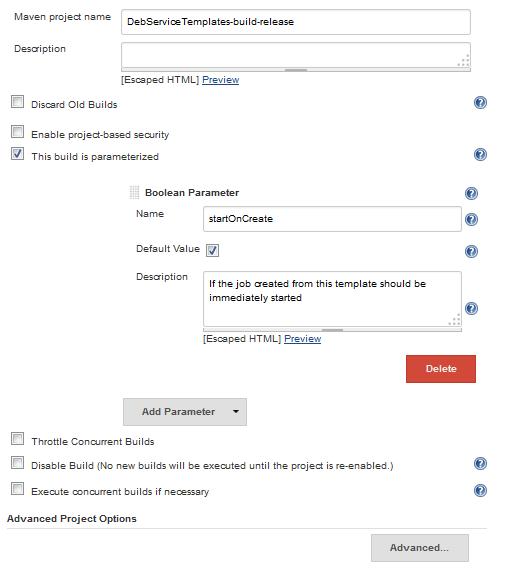 Maven project name
DebServiceTemplates-build-release
Description
[Escaped HTML] Preview
Discard Old Builds
Enable project-based security
This build is parameterized
Boolean Parameter
Name
startOnCreate
Default Value
Description
If the job created from this template should be
immediately started
[Escaped HTML] Preview
Delete
Add Parameter
Throttle Concurrent Builds
Disable Build (No new builds will be executed until the project is re-enabled.)
Execute concurrent builds if necessary
Advanced Project Options
Advanced...